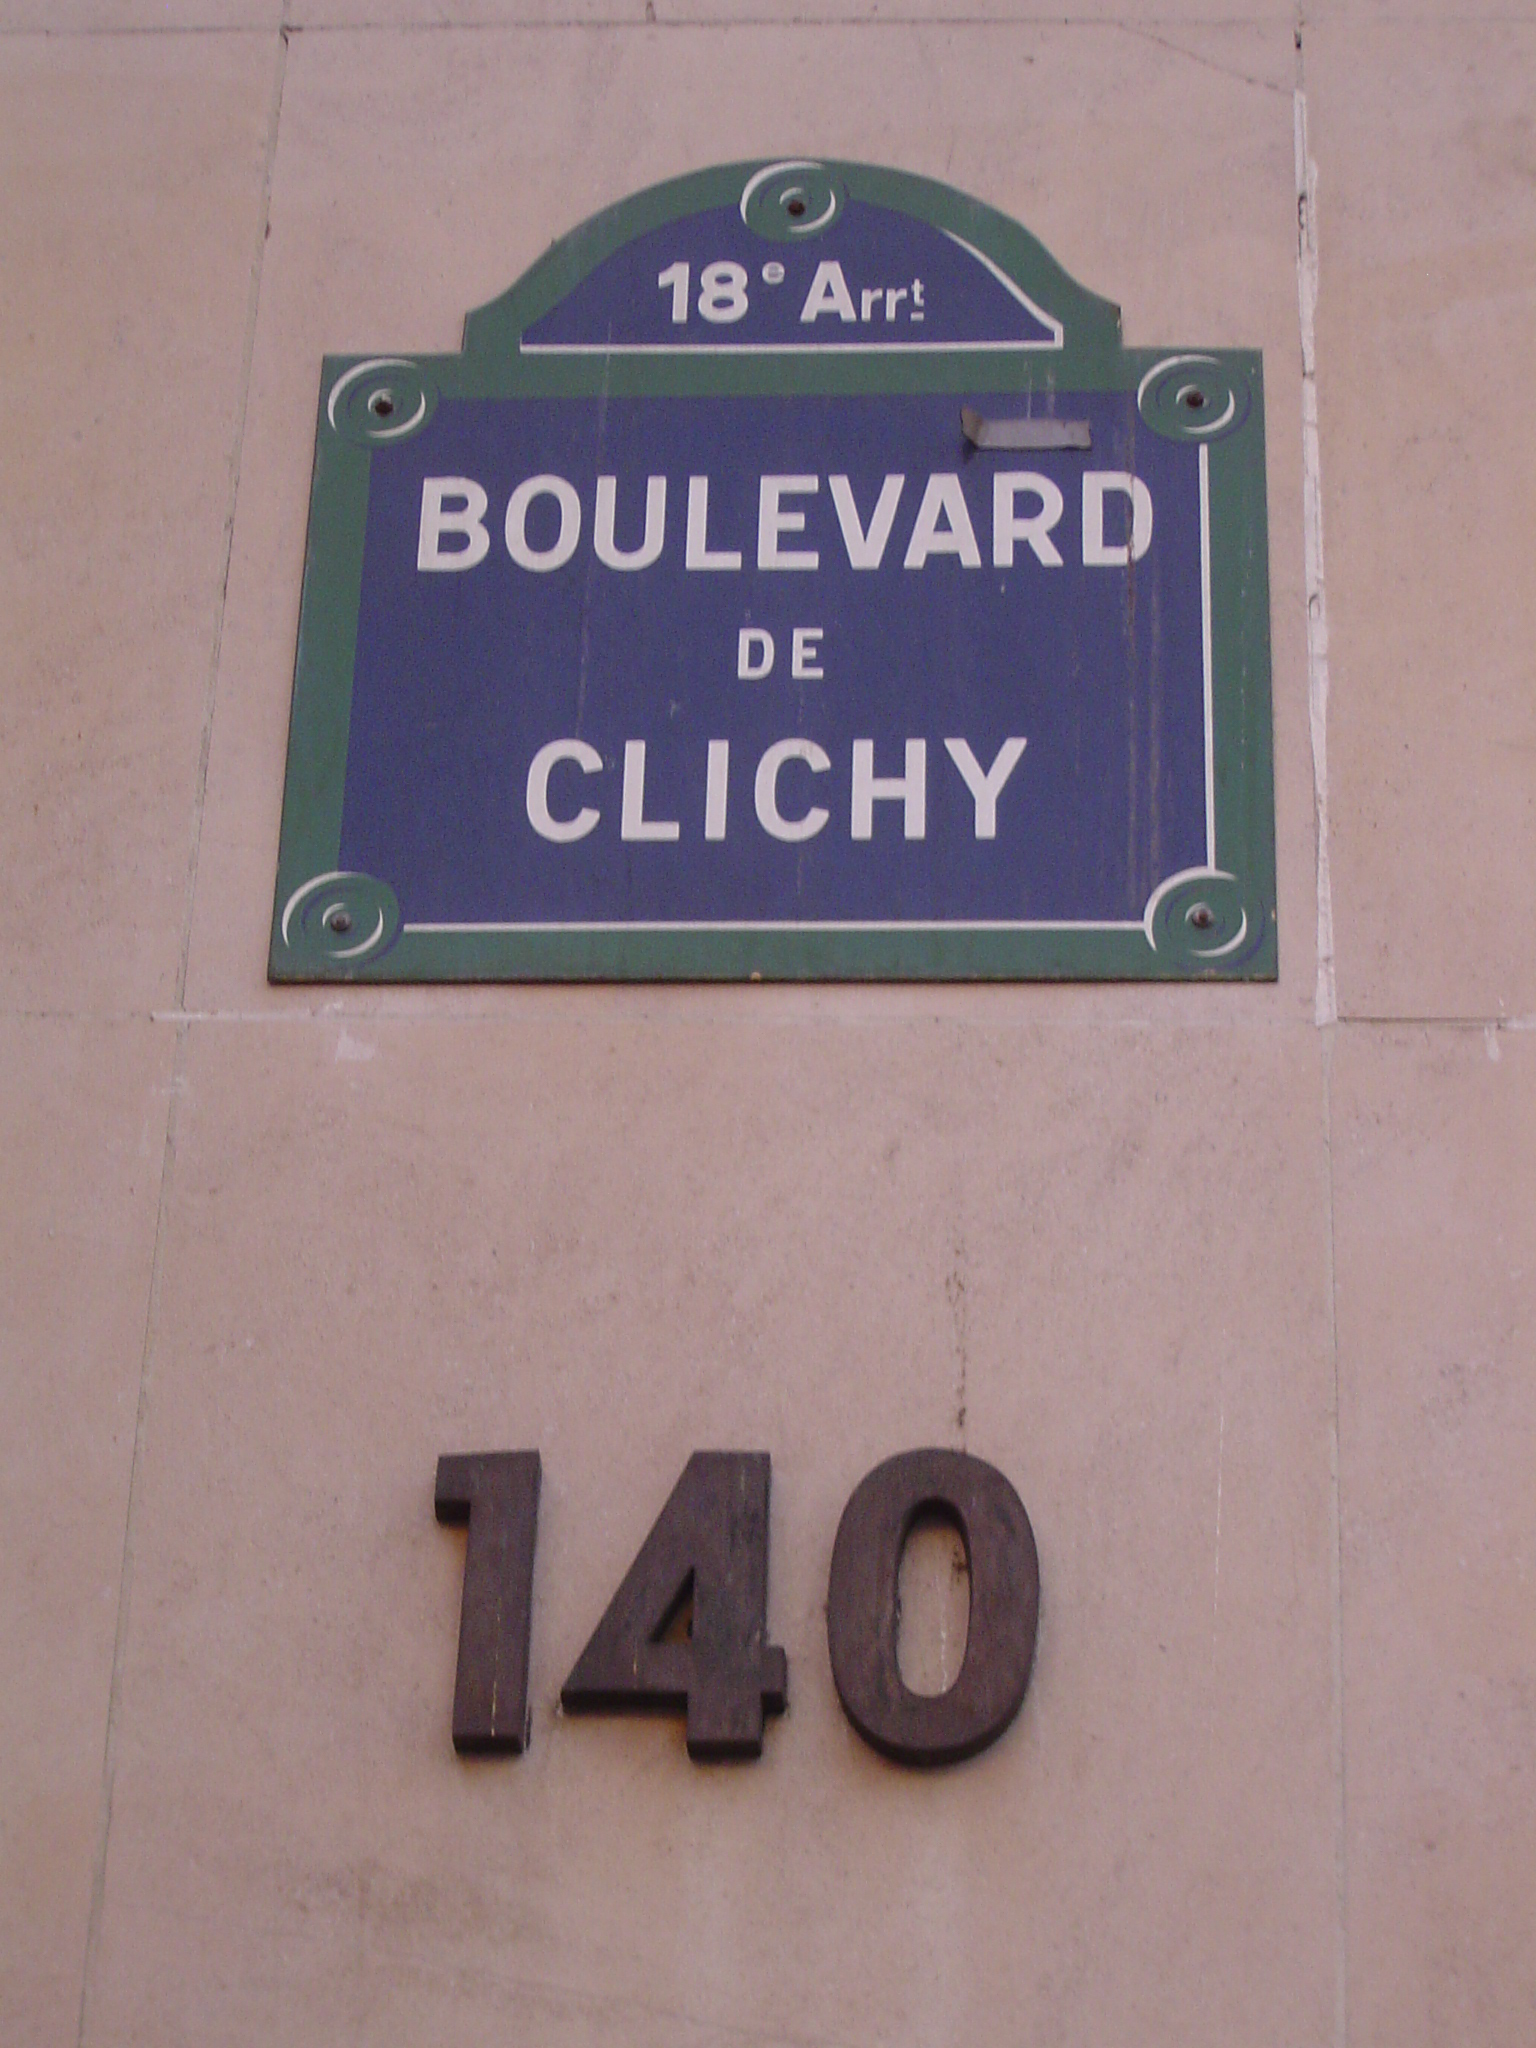 18e Arrt
BOULEVARD
DE
CLICHY
140